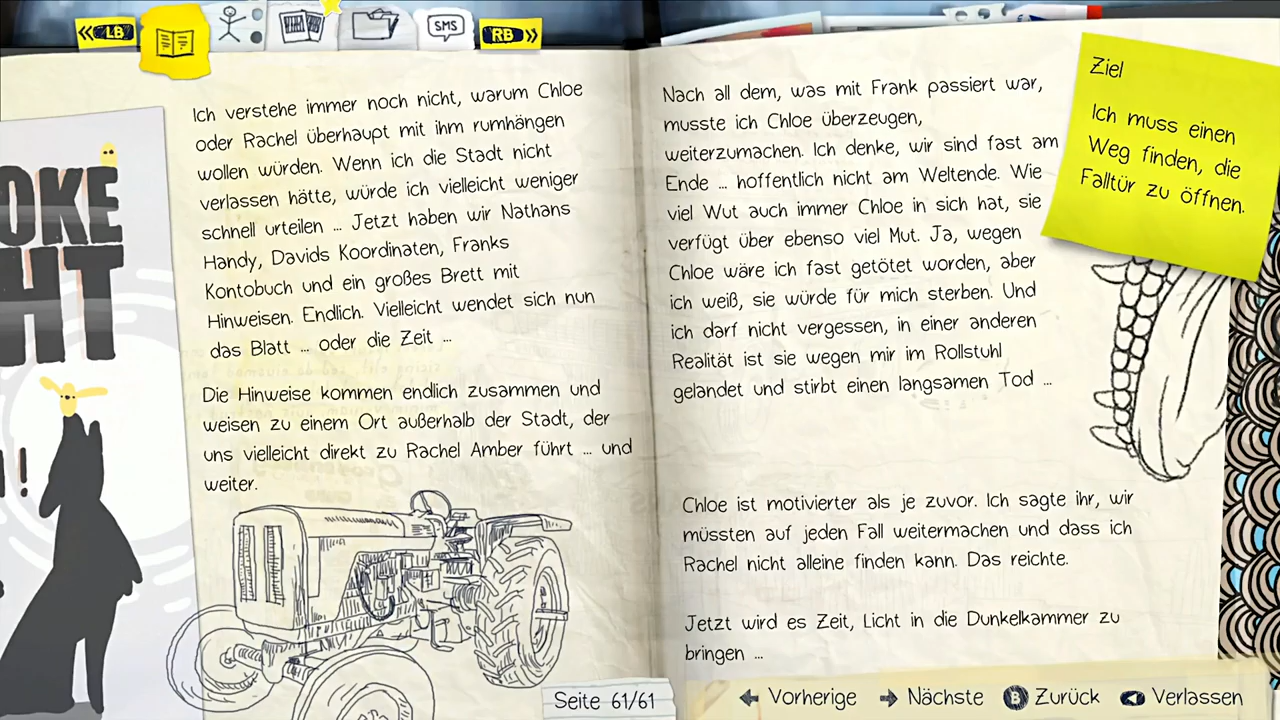 LB
SMS
RB
OKE
HT
!
Ich verstehe immer noch nicht, warum Chloe
oder Rachel überhaupt mit ihm rumhängen
wollen würden. Wenn ich die Stadt nicht
verlassen hätte, würde ich vielleicht weniger
schnell urteilen ... Jetzt haben wir Nathans
Handy, Davids Koordinaten, Franks
Kontobuch und ein großes Brett mit
Hinweisen. Endlich. Vielleicht wendet sich nun
das Blatt ... oder die Zeit ...
Die Hinweise kommen endlich zusammen und
weisen zu einem Ort außerhalb der Stadt, der
uns vielleicht direkt zu Rachel Amber führt ... und
weiter.
Nach all dem, was mit Frank passiert war,
musste ich Chloe überzeugen,
weiterzumachen. Ich denke, wir sind fast am
Ende ... hoffentlich nicht am Weltende. Wie
viel Wut auch immer Chloe in sich hat, sie
verfügt über ebenso viel Mut. Ja, wegen
Chloe wäre ich fast getötet worden, aber
ich weiß, sie würde für mich sterben. Und
ich darf nicht vergessen, in einer anderen
Realität ist sie wegen mir im Rollstuhl
gelandet und stirbt einen langsamen Tod ...
Chloe ist motivierter als je zuvor. Ich sagte ihr, wir
müssten auf jeden Fall weitermachen und dass ich
Rachel nicht alleine finden kann. Das reichte.
Jetzt wird es Zeit, Licht in die Dunkelkammer zu
bringen ...
Ziel
Ich muss einen
Weg finden, die
Falltür zu öffnen.
Seite 61/61
Vorherige
Nächste
B Zurück
Verlassen